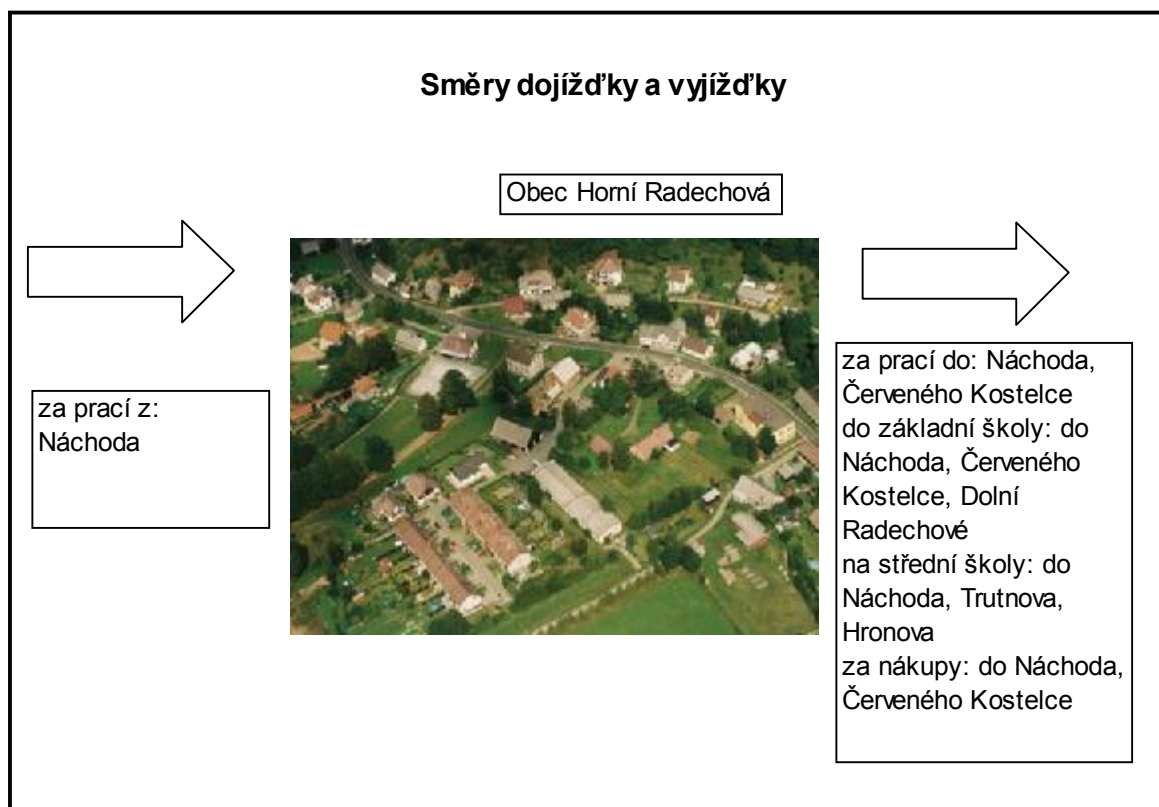 Směry dojížďky a vyjížďky
Obec Horní Radechová
za prací z:
Náchoda
za prací do: Náchoda,
Červeného Kostelce
do základní školy: do
Náchoda, Červeného
Kostelce, Dolní
Radechové
na střední školy: do
Náchoda, Trutnova,
Hronova
za nákupy: do Náchoda,
Červeného Kostelce